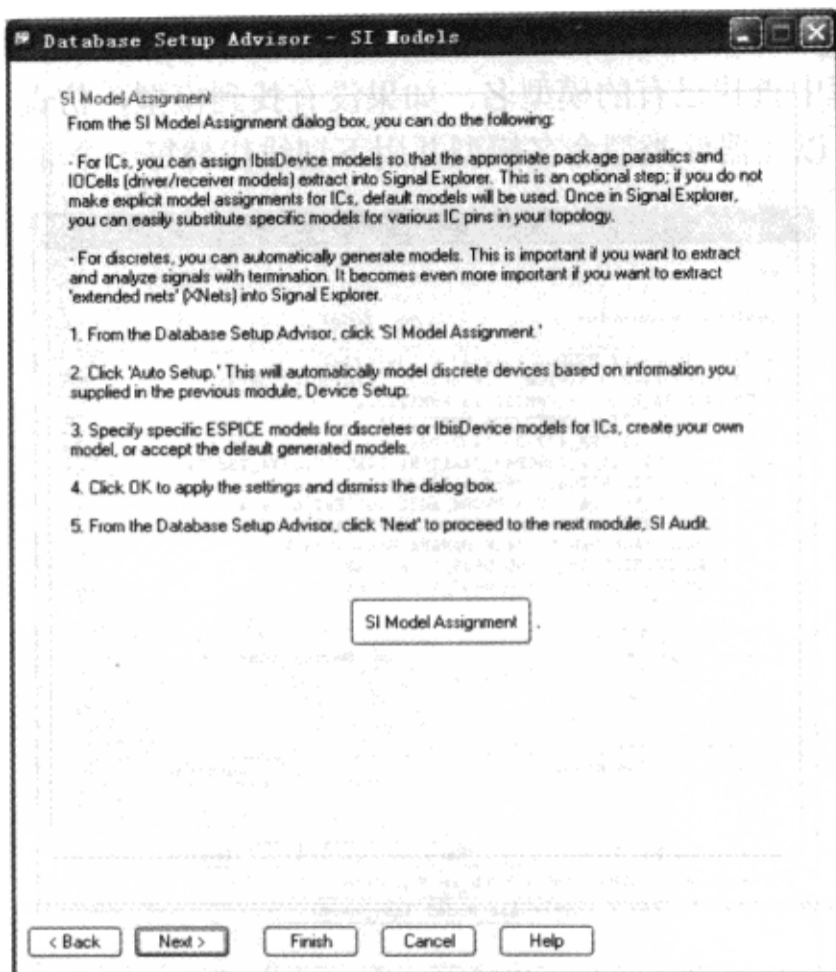 Database Setup Advisor - SI Models
SI Model Assignment
From the SI Model Assignment dialog box, you can do the following:
- For ICs, you can assign IbisDevice models so that the appropriate package parasitics and
IOCells (driver/receiver models) extract into Signal Explorer. This is an optional step; if you do not
make explicit model assignments for ICs, default models will be used. Once in Signal Explorer,
you can easily substitute specific models for various IC pins in your topology.
- For discretes, you can automatically generate models. This is important if you want to extract
and analyze signals with termination. It becomes even more important if you want to extract
'extended nets' (XNets) into Signal Explorer.
1. From the Database Setup Advisor, click 'SI Model Assignment.'
2. Click 'Auto Setup.' This will automatically model discrete devices based on information you
supplied in the previous module, Device Setup.
3. Specify specific ESPICE models for discretes or IbisDevice models for ICs, create your own
model, or accept the default generated models.
4. Click OK to apply the settings and dismiss the dialog box.
5. From the Database Setup Advisor, click 'Next' to proceed to the next module, SI Audit.
SI Model Assignment
< Back
Next >
Finish
Cancel
Help